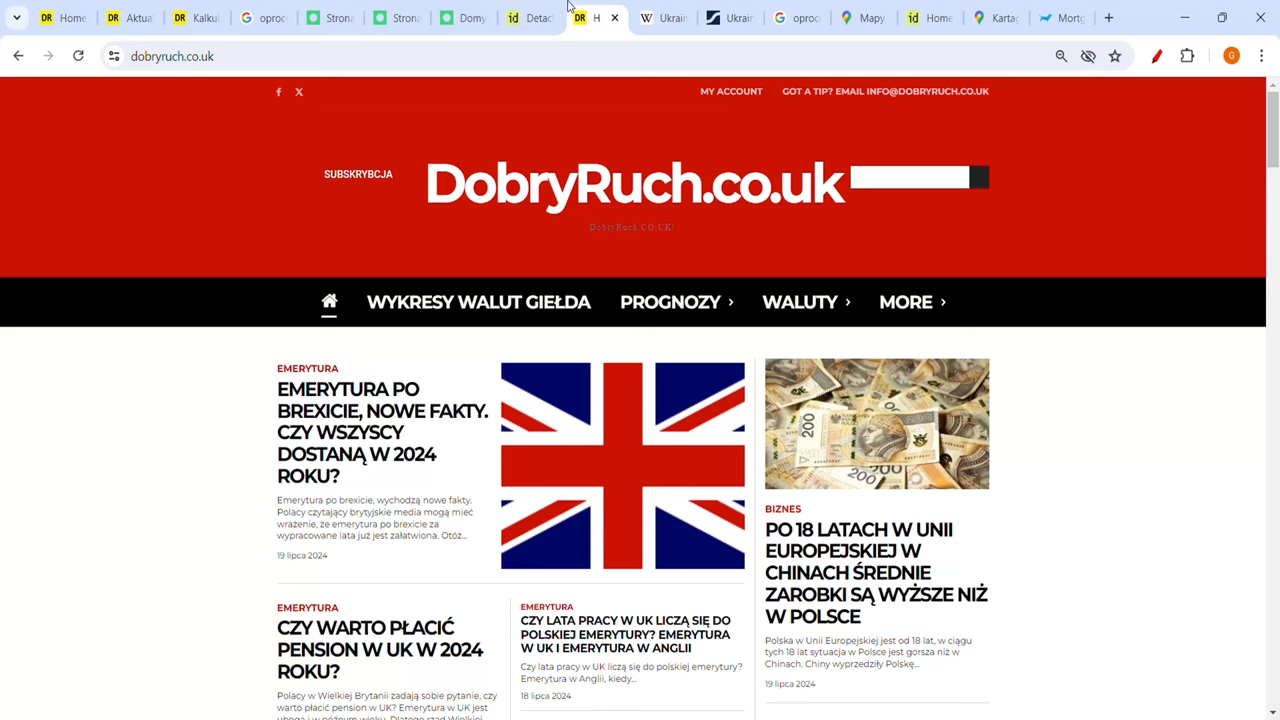 Home
Aktua
Kalkul
oproc
Strona
Strona
Domy
Detac
H
Ukrain
Ukrain
oproc
Mapy
Home
Kartag
Mortg
dobryruch.co.uk
G
MY ACCOUNT
GOT A TIP? EMAIL INFO@DOBRYRUCH.CO.UK
SUBSKRYBCJA
DobryRuch.co.uk
DobryRuch.CO.UK!
WYKRESY WALUT GIEŁDA
PROGNOZY
WALUTY
MORE
EMERYTURA
EMERYTURA PO
BREXICIE, NOWE FAKTY.
CZY WSZYSCY
DOSTANĄ W 2024
ROKU?
Emerytura po brexicie, wychodzą nowe fakty.
Polacy czytający brytyjskie media mogą mieć
wrażenie, że emerytura po brexicie za
wypracowane lata już jest załatwiona. Otóż...
19 lipca 2024
EMERYTURA
CZY WARTO PŁACIĆ
PENSION W UK W 2024
ROKU?
Polacy w Wielkiej Brytanii zadają sobie pytanie, czy
warto płacić pension w UK? Emerytura w UK jest
EMERYTURA
CZY LATA PRACY W UK LICZĄ SIĘ DO
POLSKIEJ EMERYTURY? EMERYTURA
W UK I EMERYTURA W ANGLII
Czy lata pracy w UK liczą się do polskiej emerytury?
Emerytura w Anglii, kiedy...
18 lipca 2024
BIZNES
PO 18 LATACH W UNII
EUROPEJSKIEJ W
CHINACH ŚREDNIE
ZAROBKI SĄ WYŻSZE NIŻ
W POLSCE
Polska w Unii Europejskiej jest od 18 lat, w ciągu
tych 18 lat sytuacja w Polsce jest gorsza niż w
Chinach. Chiny wyprzedziły Polskę...
19 lipca 2024